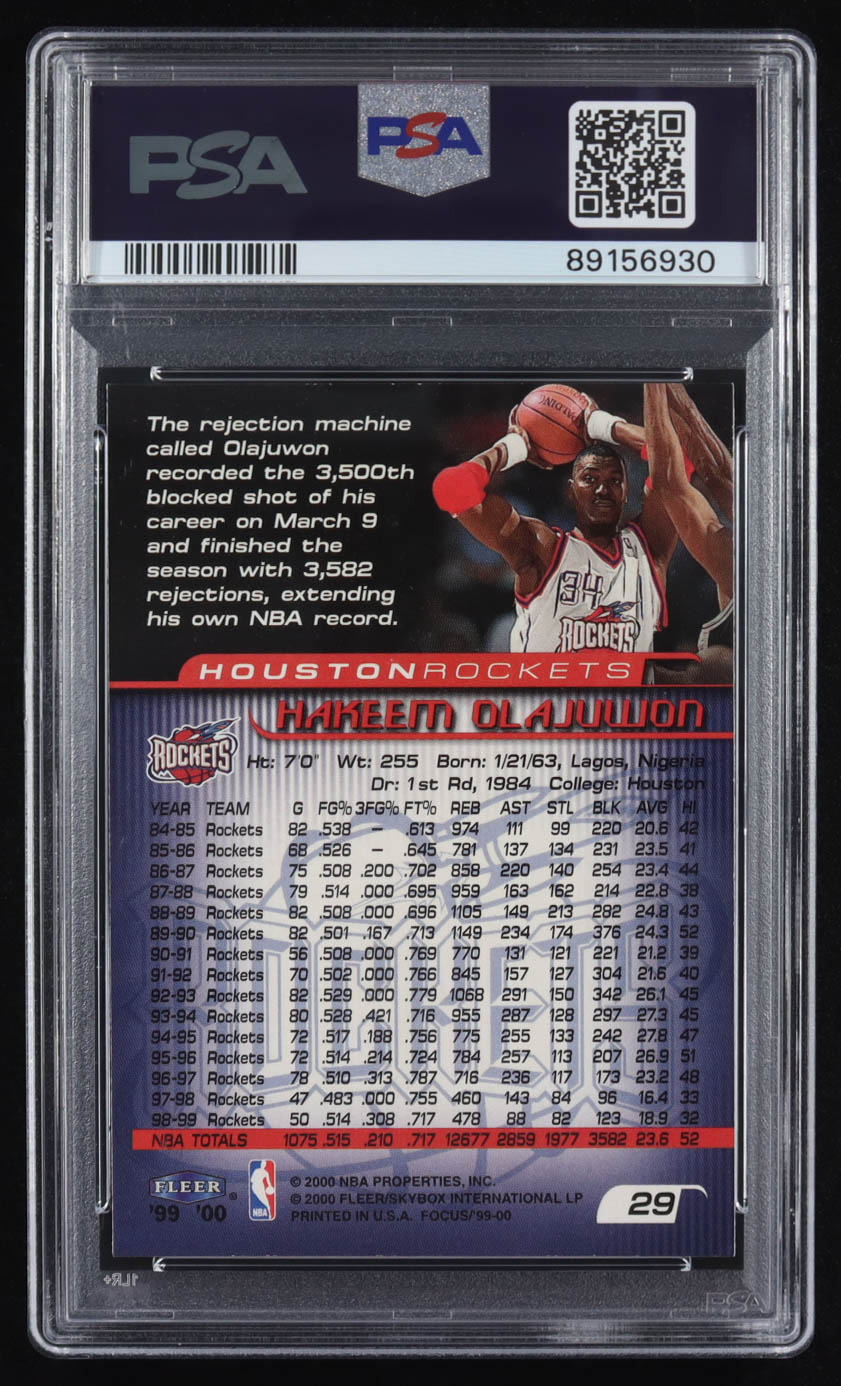 PSA
PSA
89156930
The rejection machine
called Olajuwon
recorded the 3,500th
blocked shot of his
career on March 9
and finished the
season with 3,582
rejections, extending
his own NBA record.
SPALDING
34
ROCKETS
HOUSTONROCKETS
HAKEEM OLAJUWON
ROCKETS
Ht: 7'0" Wt: 255 Born: 1/21/63, Lagos, Nigeria
Dr: 1st Rd, 1984 College: Houston
YEAR TEAM G FG% 3FG% FT% REB AST STL BLK AVG HI
84-85 Rockets 82 .538 – .613 974 111 99 220 20.6 42
85-86 Rockets 68 .526 – .645 781 137 134 231 23.5 41
86-87 Rockets 75 .508 .200 .702 858 220 140 254 23.4 44
87-88 Rockets 79 .514 .000 .695 959 163 162 214 22.8 38
88-89 Rockets 82 .508 .000 .696 1105 149 213 282 24.8 43
89-90 Rockets 82 .501 .167 .713 1149 234 174 376 24.3 52
90-91 Rockets 56 .508 .000 .769 770 131 121 221 21.2 39
91-92 Rockets 70 .502 .000 .766 845 157 127 304 21.6 40
92-93 Rockets 82 .529 .000 .779 1068 291 150 342 26.1 45
93-94 Rockets 80 .528 .421 .716 955 287 128 297 27.3 45
94-95 Rockets 72 .517 .188 .756 775 255 133 242 27.8 47
95-96 Rockets 72 .514 .214 .724 784 257 113 207 26.9 51
96-97 Rockets 78 .510 .313 .787 716 236 117 173 23.2 48
97-98 Rockets 47 .483 .000 .755 460 143 84 96 16.4 33
98-99 Rockets 50 .514 .308 .717 478 88 82 123 18.9 32
NBA TOTALS 1075 .515 .210 .717 12677 2859 1977 3582 23.6 52
FLEER ®
'99 '00
NBA
© 2000 NBA PROPERTIES, INC.
© 2000 FLEER/SKYBOX INTERNATIONAL LP
PRINTED IN U.S.A. FOCUS/'99-00
29
1LR+
PSA